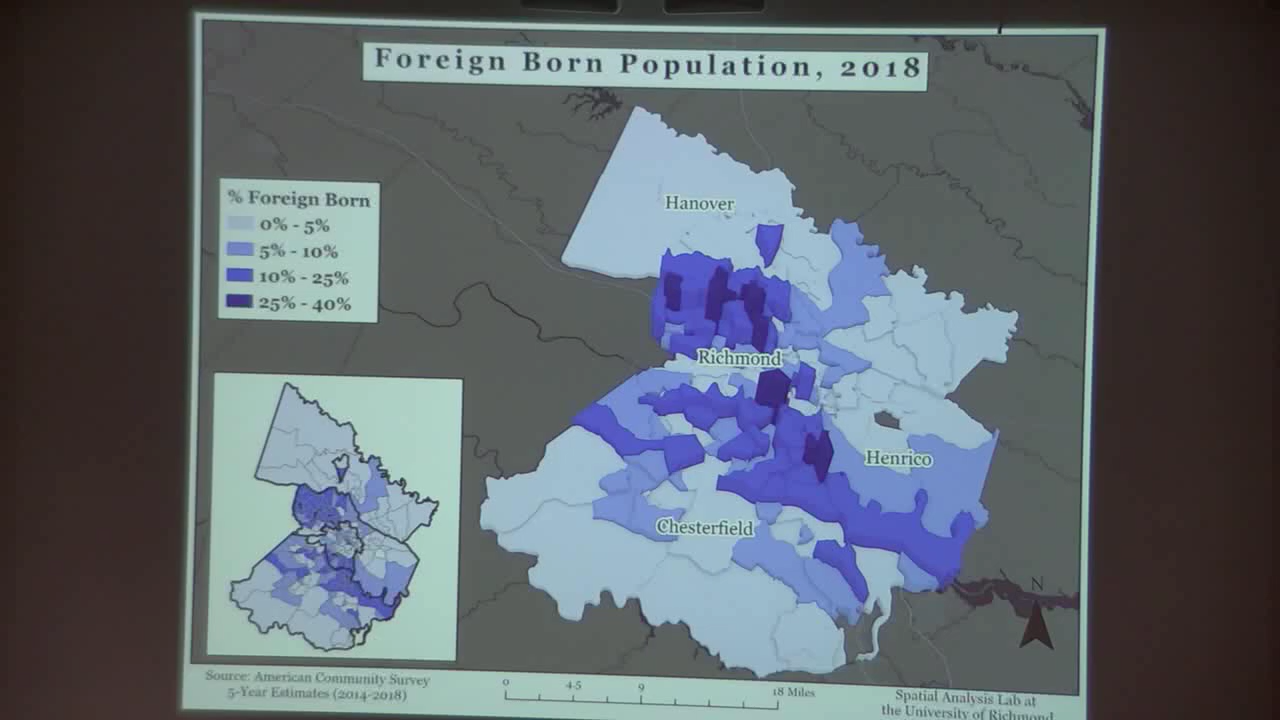 Foreign Born Population, 2018
% Foreign Born
0% - 5%
5% - 10%
10% - 25%
25% - 40%
Hanover
Richmond
Henrico
Chesterfield
N
Source: American Community Survey
5-Year Estimates (2014-2018)
0 4.5 9 18 Miles
Spatial Analysis Lab at
the University of Richmond